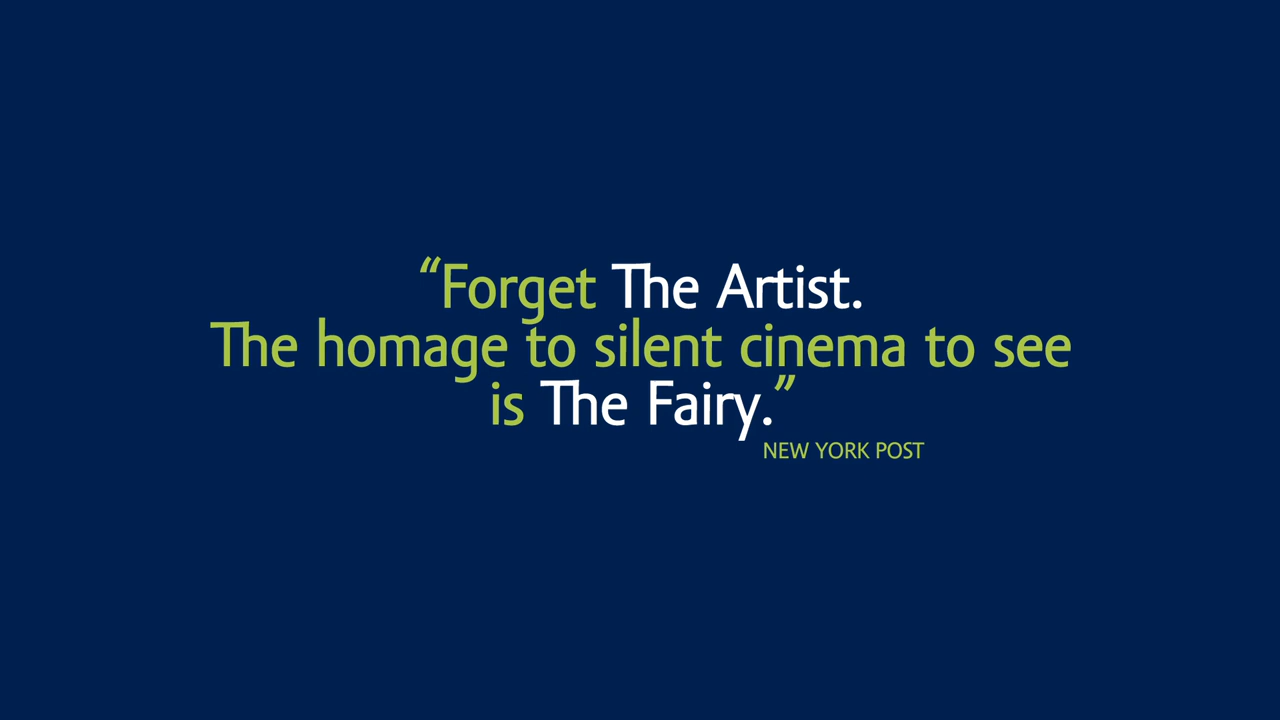 “Forget The Artist.
The homage to silent cinema to see
is The Fairy.”
NEW YORK POST